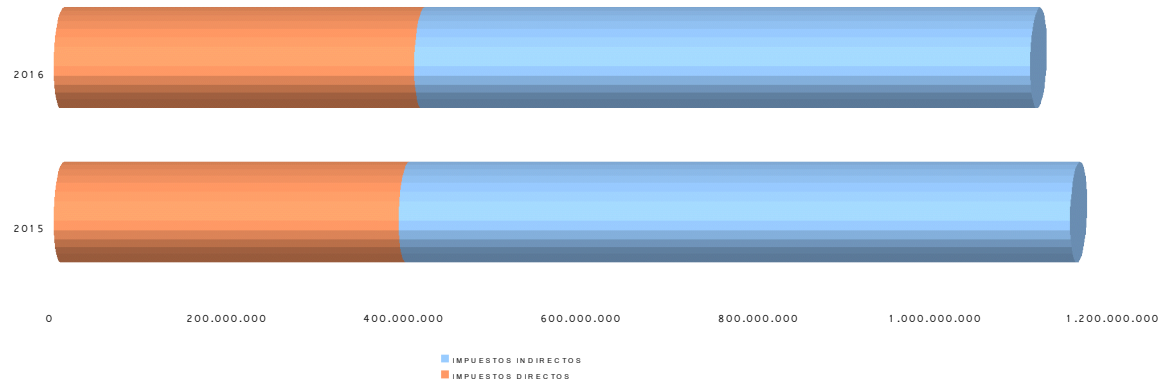 2016
2015
0 200.000.000 400.000.000 600.000.000 800.000.000 1.000.000.000 1.200.000.000
IMPUESTOS INDIRECTOS
IMPUESTOS DIRECTOS